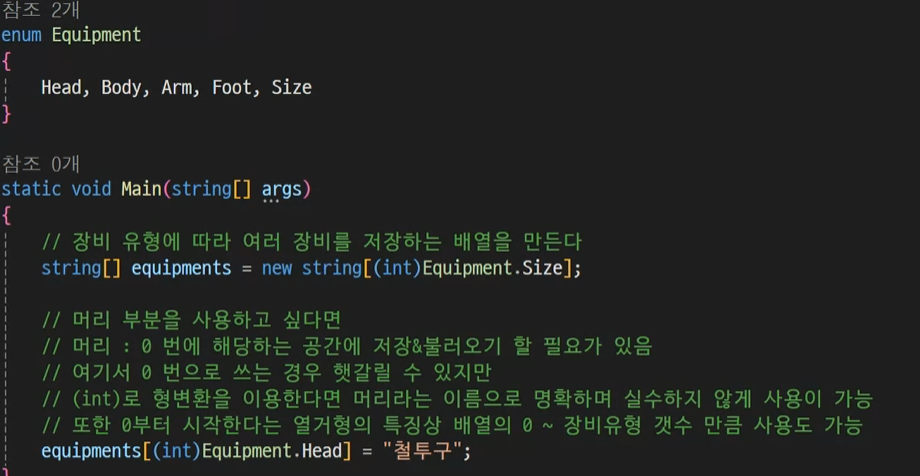 참조 2개
enum Equipment
{
Head, Body, Arm, Foot, Size
}
참조 0개
static void Main(string[] args)
{
// 장비 유형에 따라 여러 장비를 저장하는 배열을 만든다
string[] equipments = new string[(int)Equipment.Size];
// 머리 부분을 사용하고 싶다면
// 머리 : 0 번에 해당하는 공간에 저장&불러오기 할 필요가 있음
// 여기서 0 번으로 쓰는 경우 햇갈릴 수 있지만
// (int)로 형변환을 이용한다면 머리라는 이름으로 명확하며 실수하지 않게 사용이 가능
// 또한 0부터 시작한다는 열거형의 특징상 배열의 0 ~ 장비유형 갯수 만큼 사용도 가능
equipments[(int)Equipment.Head] = "철투구";
}